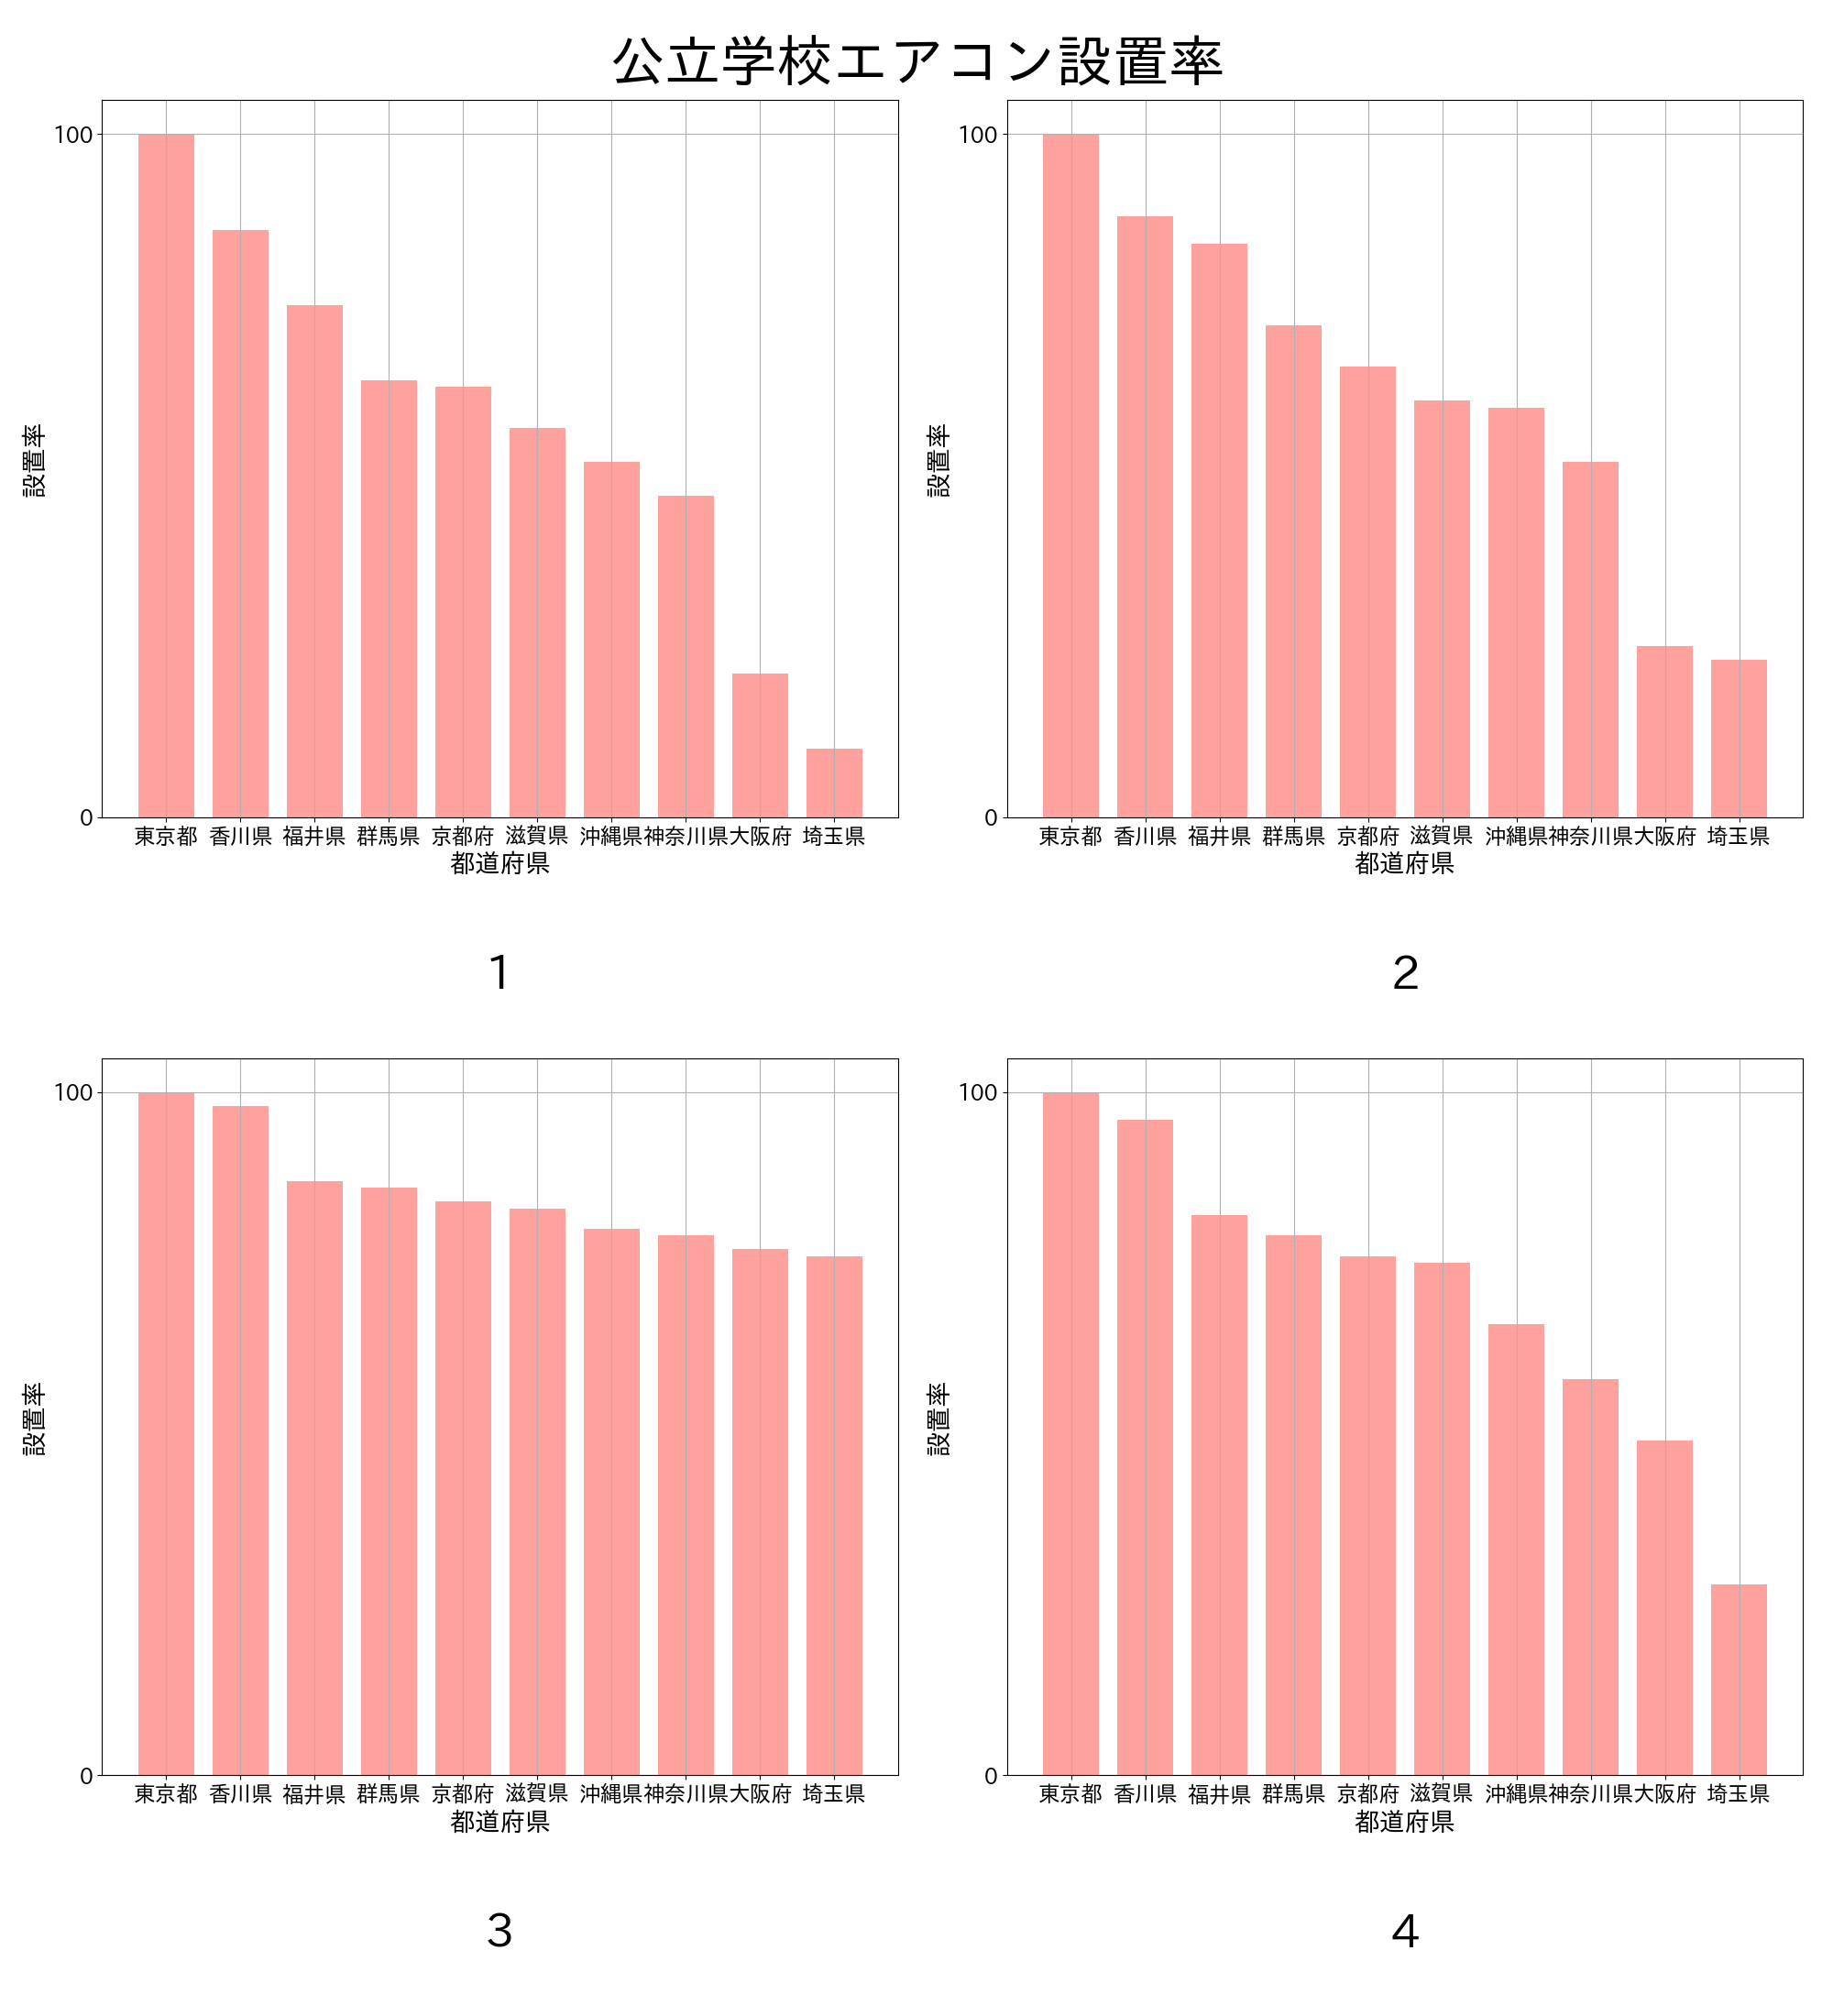 公立学校エアコン設置率
100
0
設置率
東京都 香川県 福井県 群馬県 京都府 滋賀県 沖縄県 神奈川県 大阪府 埼玉県
都道府県
1
100
0
設置率
東京都 香川県 福井県 群馬県 京都府 滋賀県 沖縄県 神奈川県 大阪府 埼玉県
都道府県
2
100
0
設置率
東京都 香川県 福井県 群馬県 京都府 滋賀県 沖縄県 神奈川県 大阪府 埼玉県
都道府県
3
100
0
設置率
東京都 香川県 福井県 群馬県 京都府 滋賀県 沖縄県 神奈川県 大阪府 埼玉県
都道府県
4